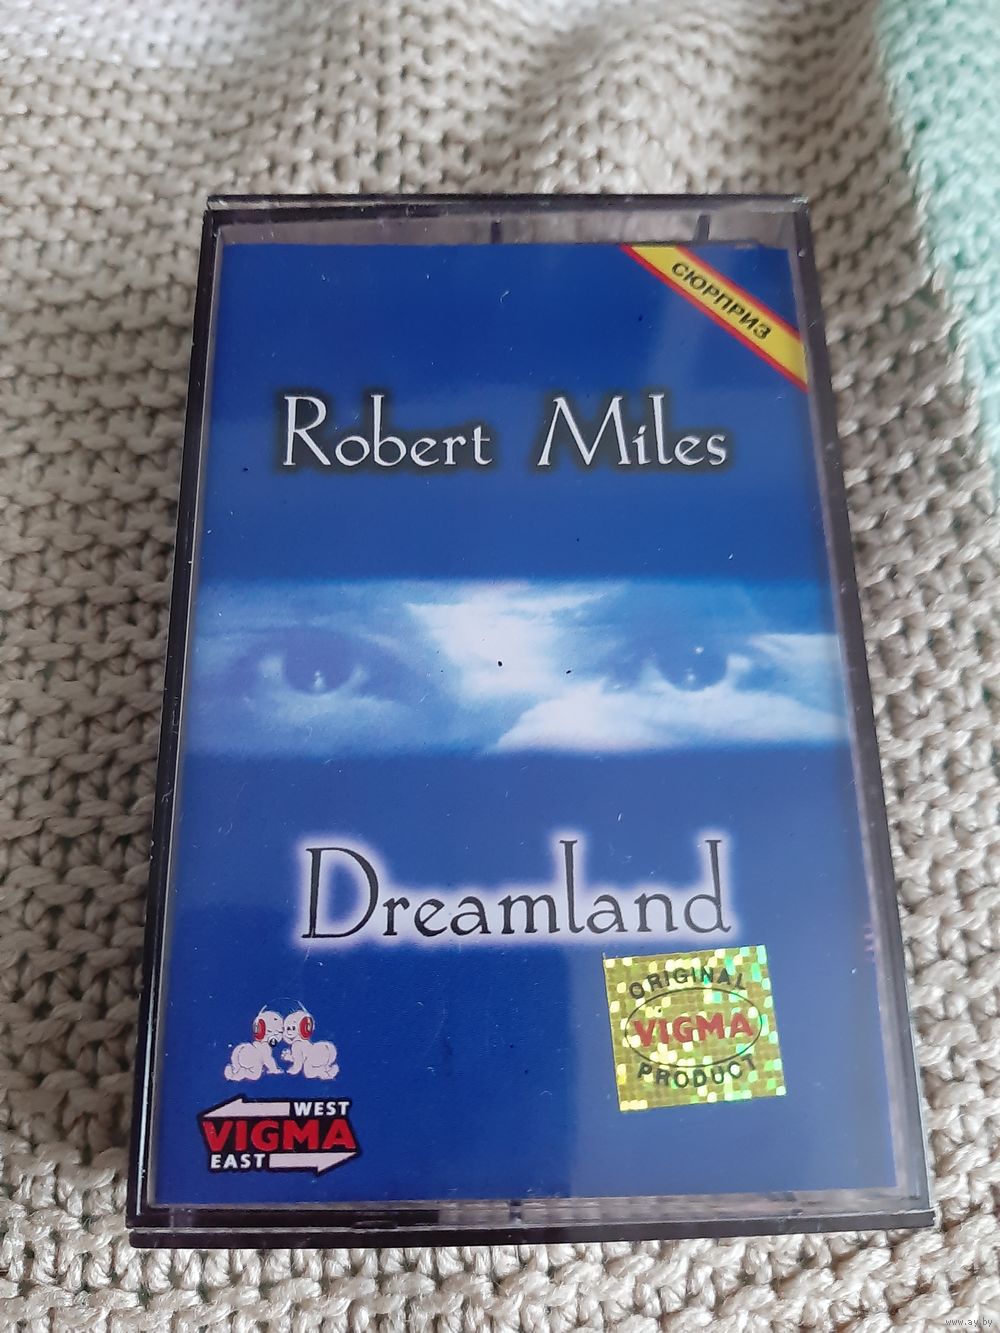 СЮРПРИЗ
Robert Miles
Dreamland
ORIGINAL
VIGMA
PRODUCT
WEST
VIGMA
EAST
www.ay.by